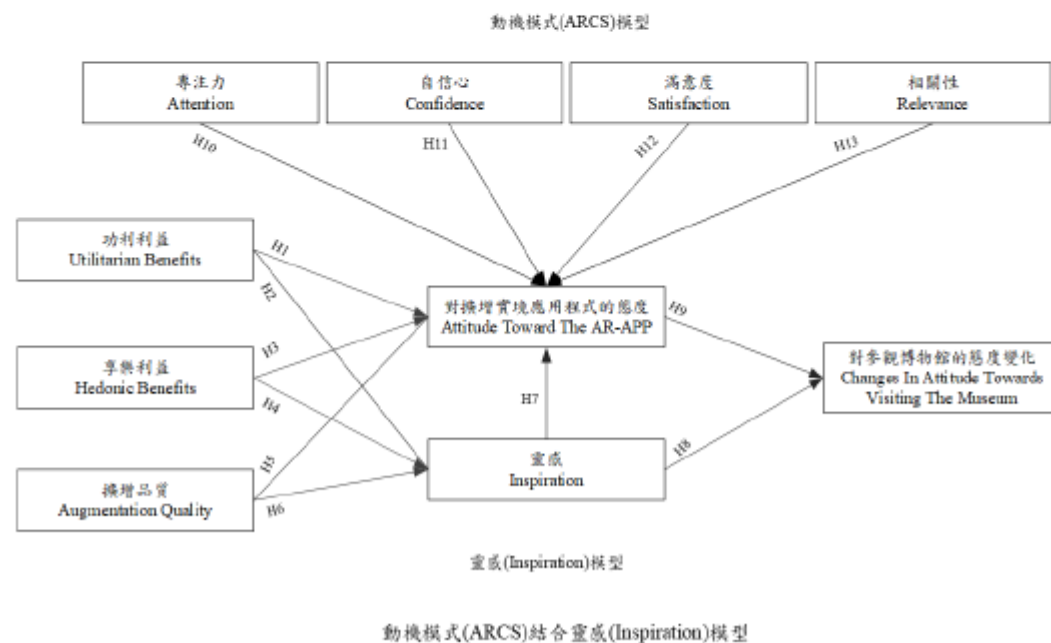 動機模式(ARCS)模型
專注力
Attention
自信心
Confidence
滿意度
Satisfaction
相關性
Relevance
H10
H11
H12
H13
功利利益
Utilitarian Benefits
H1
H2
對擴增實境應用程式的態度
Attitude Toward The AR-APP
H9
享樂利益
Hedonic Benefits
H3
H4
H7
對參觀博物館的態度變化
Changes In Attitude Towards
Visiting The Museum
擴增品質
Augmentation Quality
H5
H6
靈感
Inspiration
H8
靈感(Inspiration)模型
動機模式(ARCS)結合靈感(Inspiration)模型